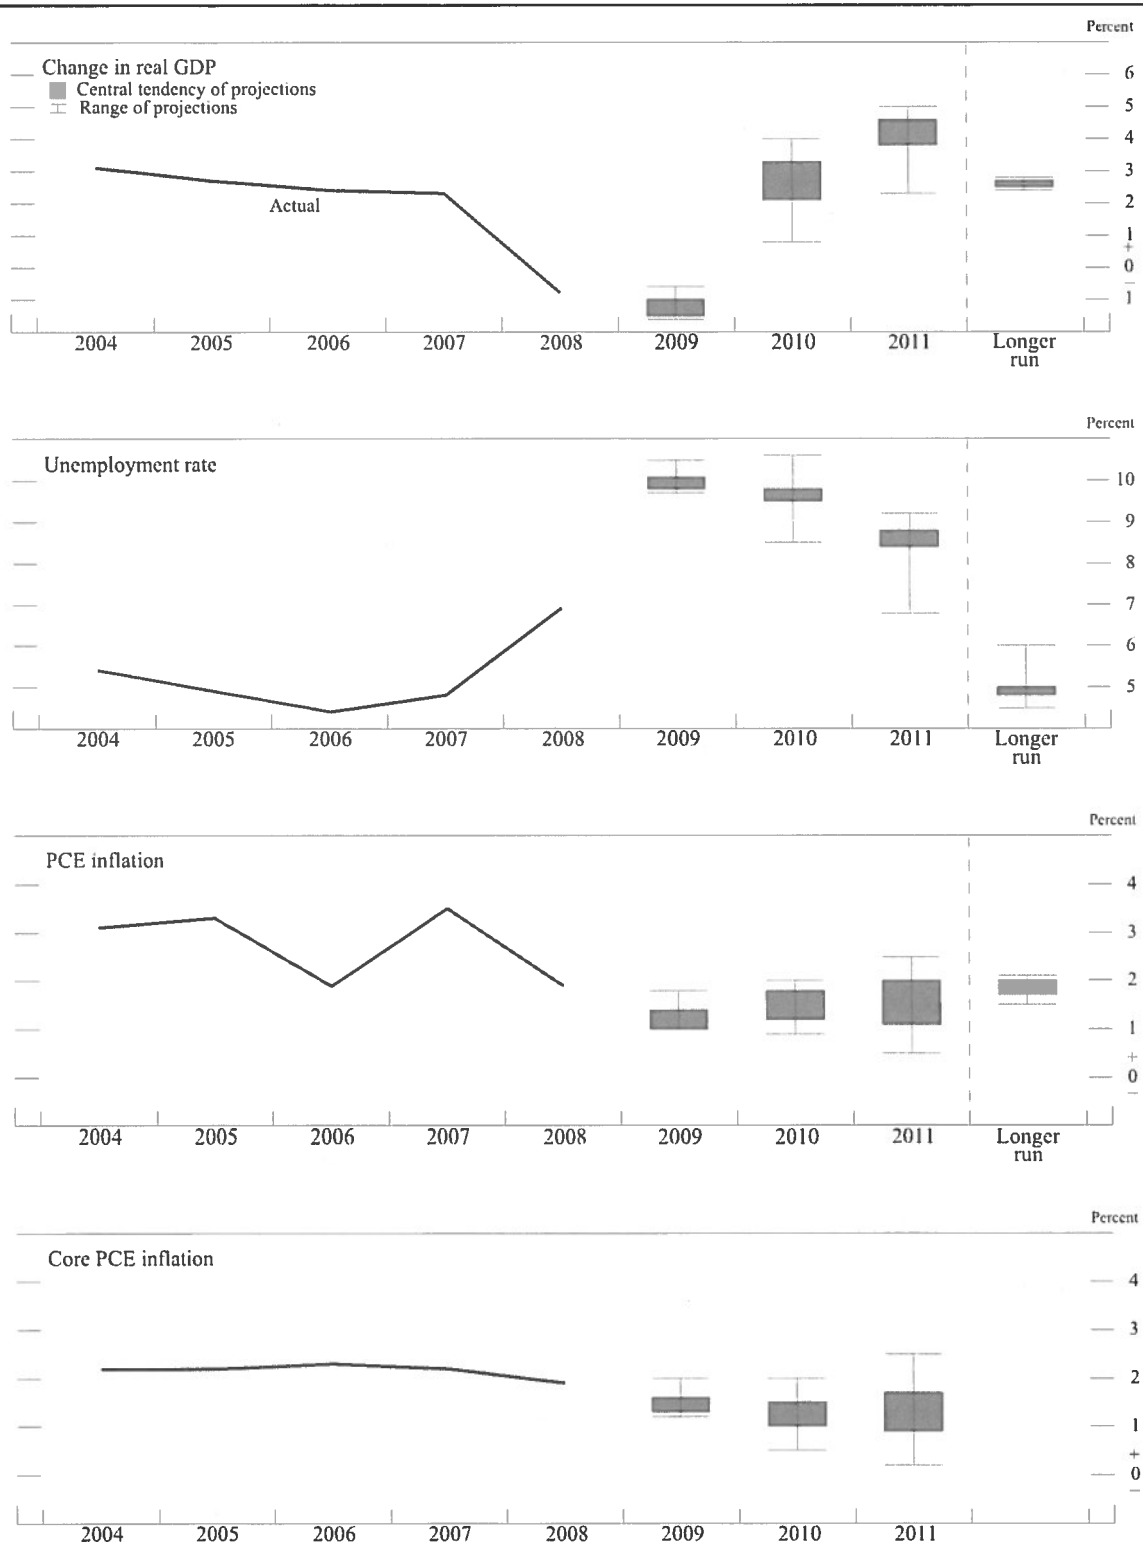 Percent
Change in real GDP
Central tendency of projections
Range of projections
Actual
6
5
4
3
2
1
+
0
–
1
2004 2005 2006 2007 2008 2009 2010 2011 Longer run
Percent
Unemployment rate
10
9
8
7
6
5
2004 2005 2006 2007 2008 2009 2010 2011 Longer run
Percent
PCE inflation
4
3
2
1
+
0
–
2004 2005 2006 2007 2008 2009 2010 2011 Longer run
Percent
Core PCE inflation
4
3
2
1
+
0
–
2004 2005 2006 2007 2008 2009 2010 2011